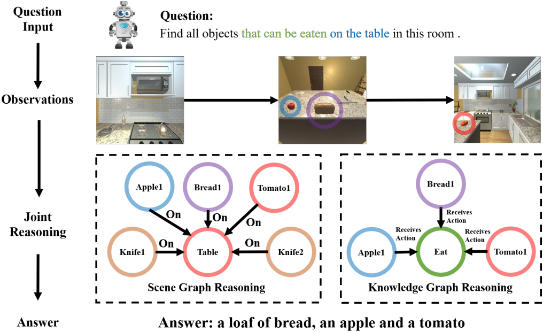 Question
Input
Question:
Find all objects that can be eaten on the table in this room .
Observations
Joint
Reasoning
Apple1
Bread1
Tomato1
On
On
On
Knife1
On
Table
On
Knife2
Scene Graph Reasoning
Bread1
Receives
Action
Receives
Action
Receives
Action
Apple1
Eat
Tomato1
Knowledge Graph Reasoning
Answer
Answer: a loaf of bread, an apple and a tomato